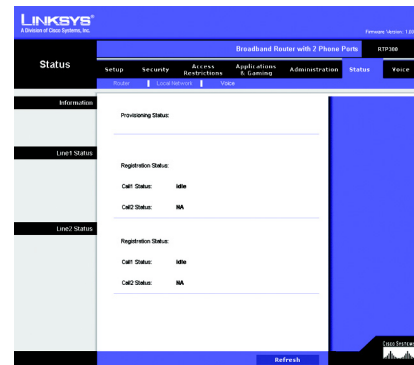 LINKSYS®
A Division of Cisco Systems, Inc.
Firmware Version: 1.00
Broadband Router with 2 Phone Ports RTP300
Status
Setup Security Access Restrictions Applications & Gaming Administration Status Voice
Router Local Network Voice
Information
Provisioning Status:
Line1 Status
Registration Status:
Call1 Status: Idle
Call2 Status: NA
Line2 Status
Registration Status:
Call1 Status: Idle
Call2 Status: NA
Refresh
CISCO SYSTEMS